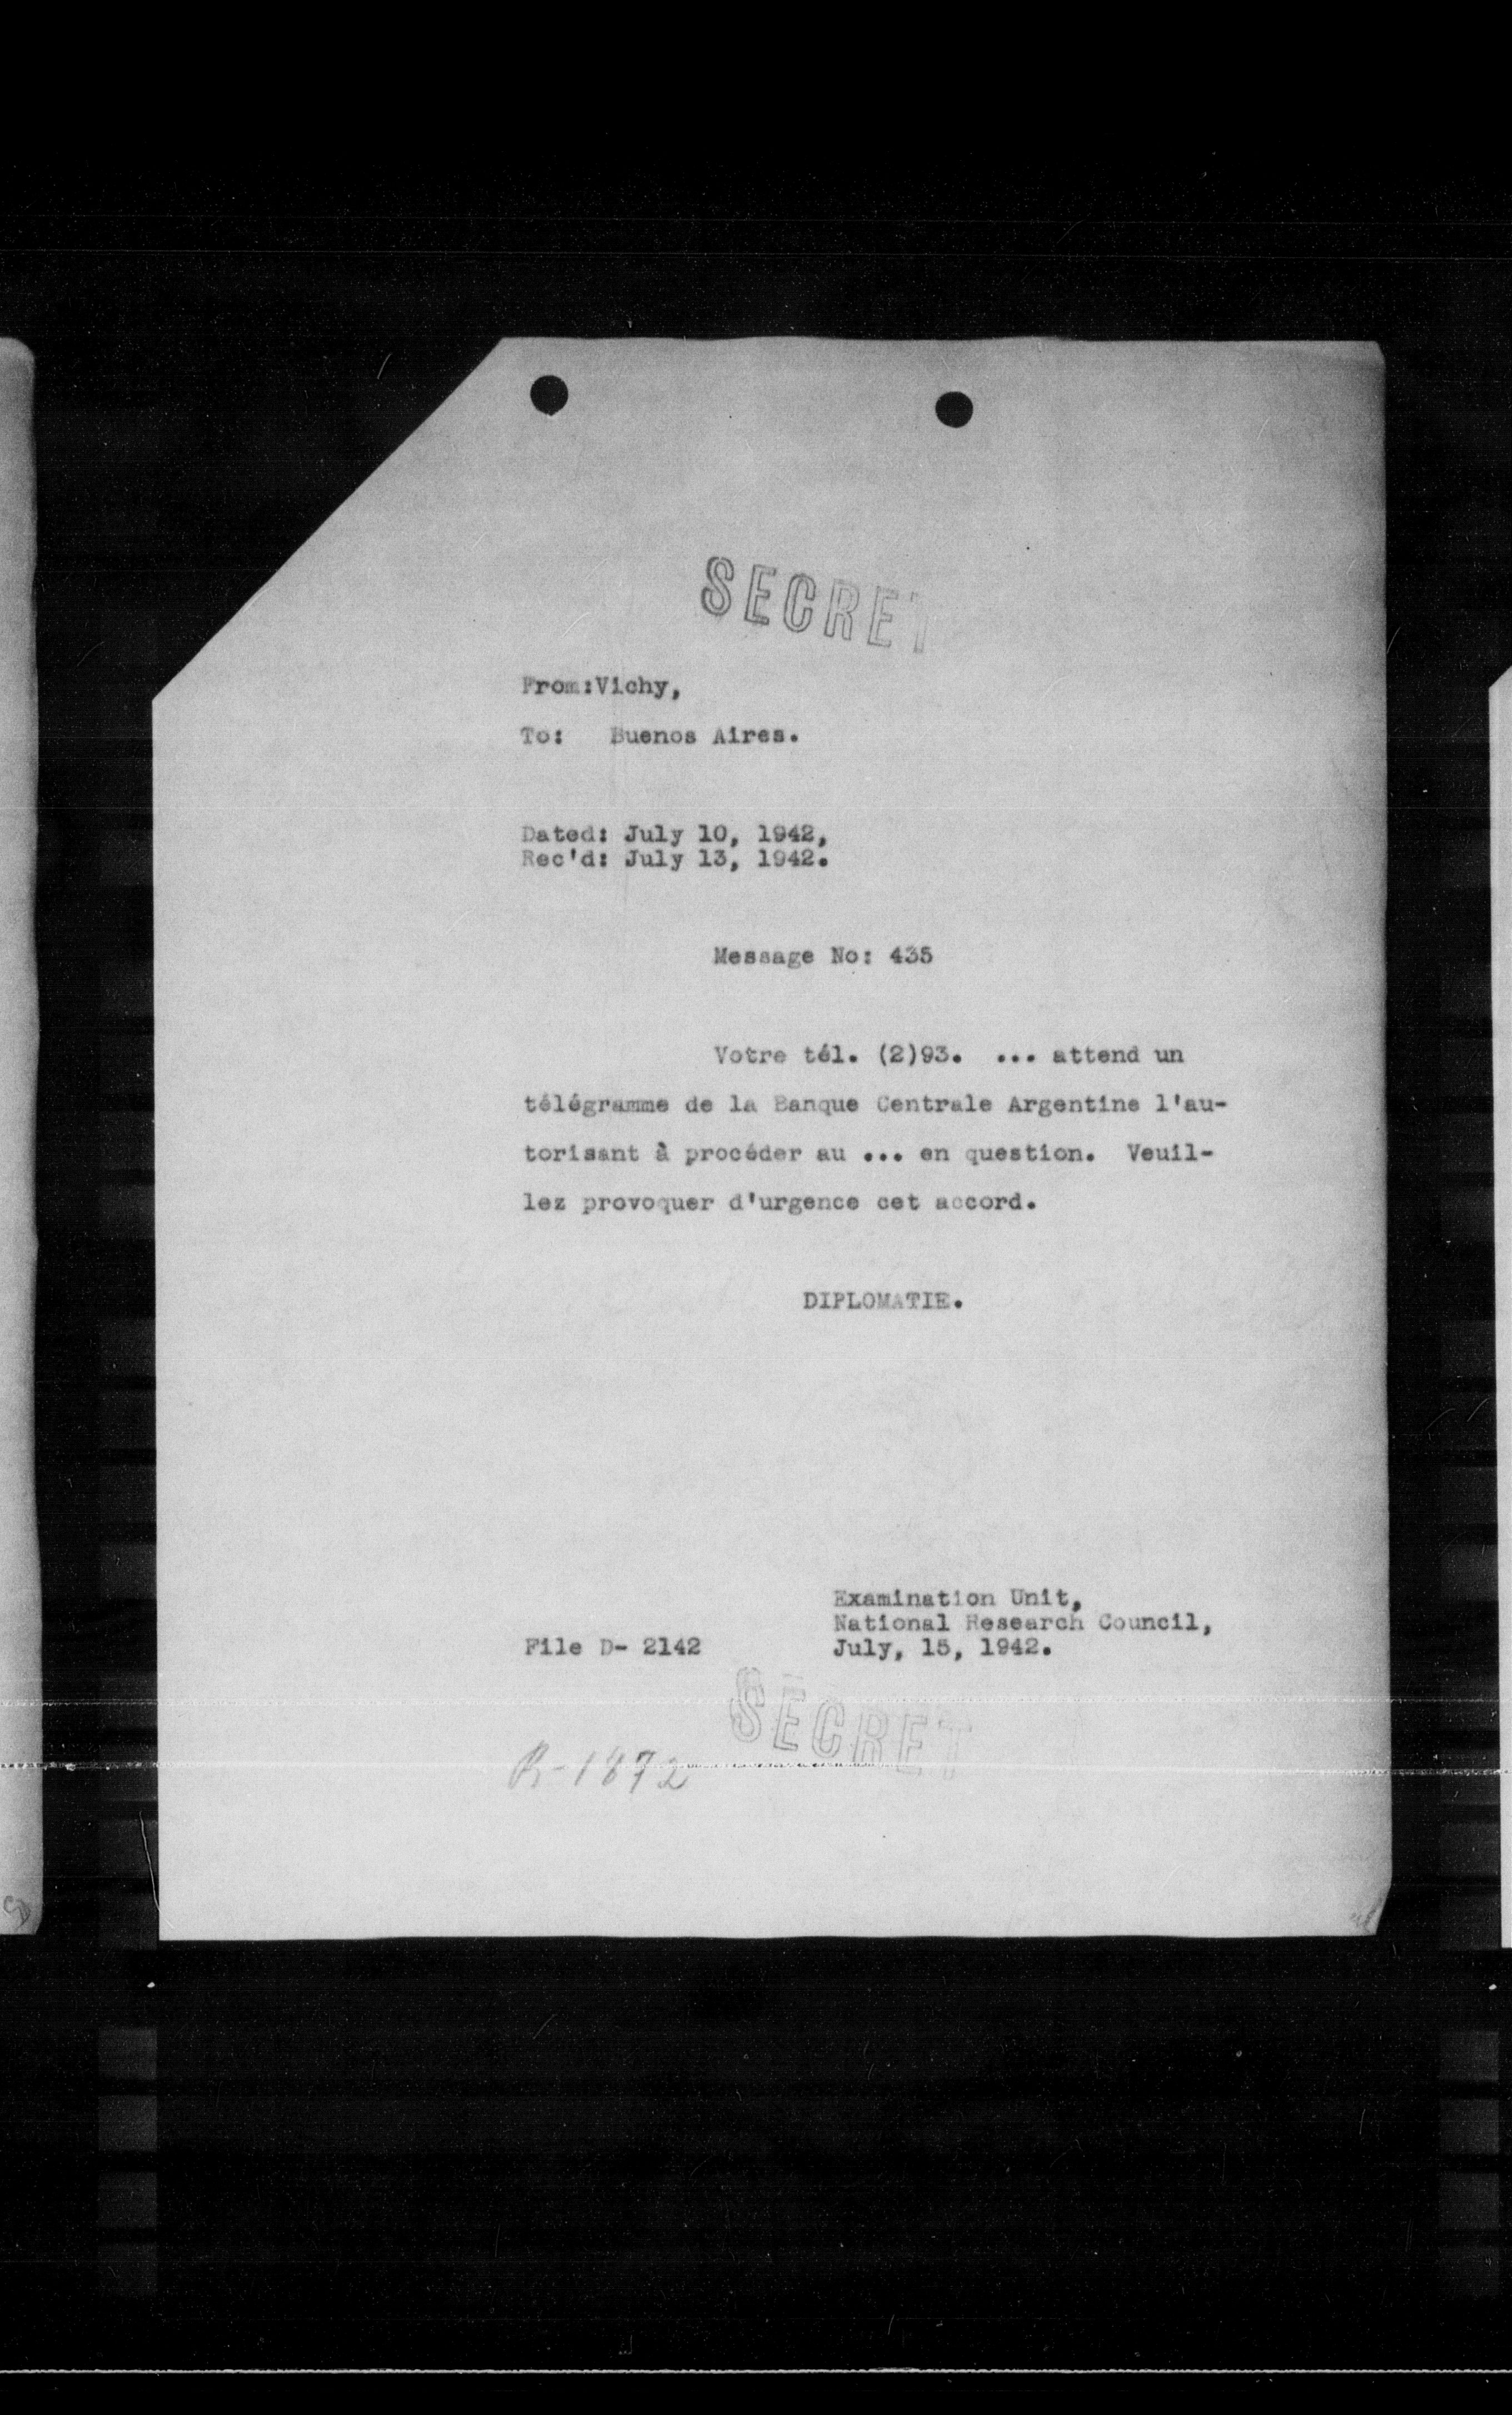 SECRET
From:Vichy,
To: Buenos Aires.
Dated: July 10, 1942,
Rec'd: July 13, 1942.
Message No: 435
Votre tél. (2)93. ... attend un
télégramme de la Banque Centrale Argentine l'au-
torisant à procéder au ... en question. Veuil-
lez provoquer d'urgence cet accord.
DIPLOMATIE.
Examination Unit,
National Research Council,
File D- 2142 July, 15, 1942.
SECRET
R-1872